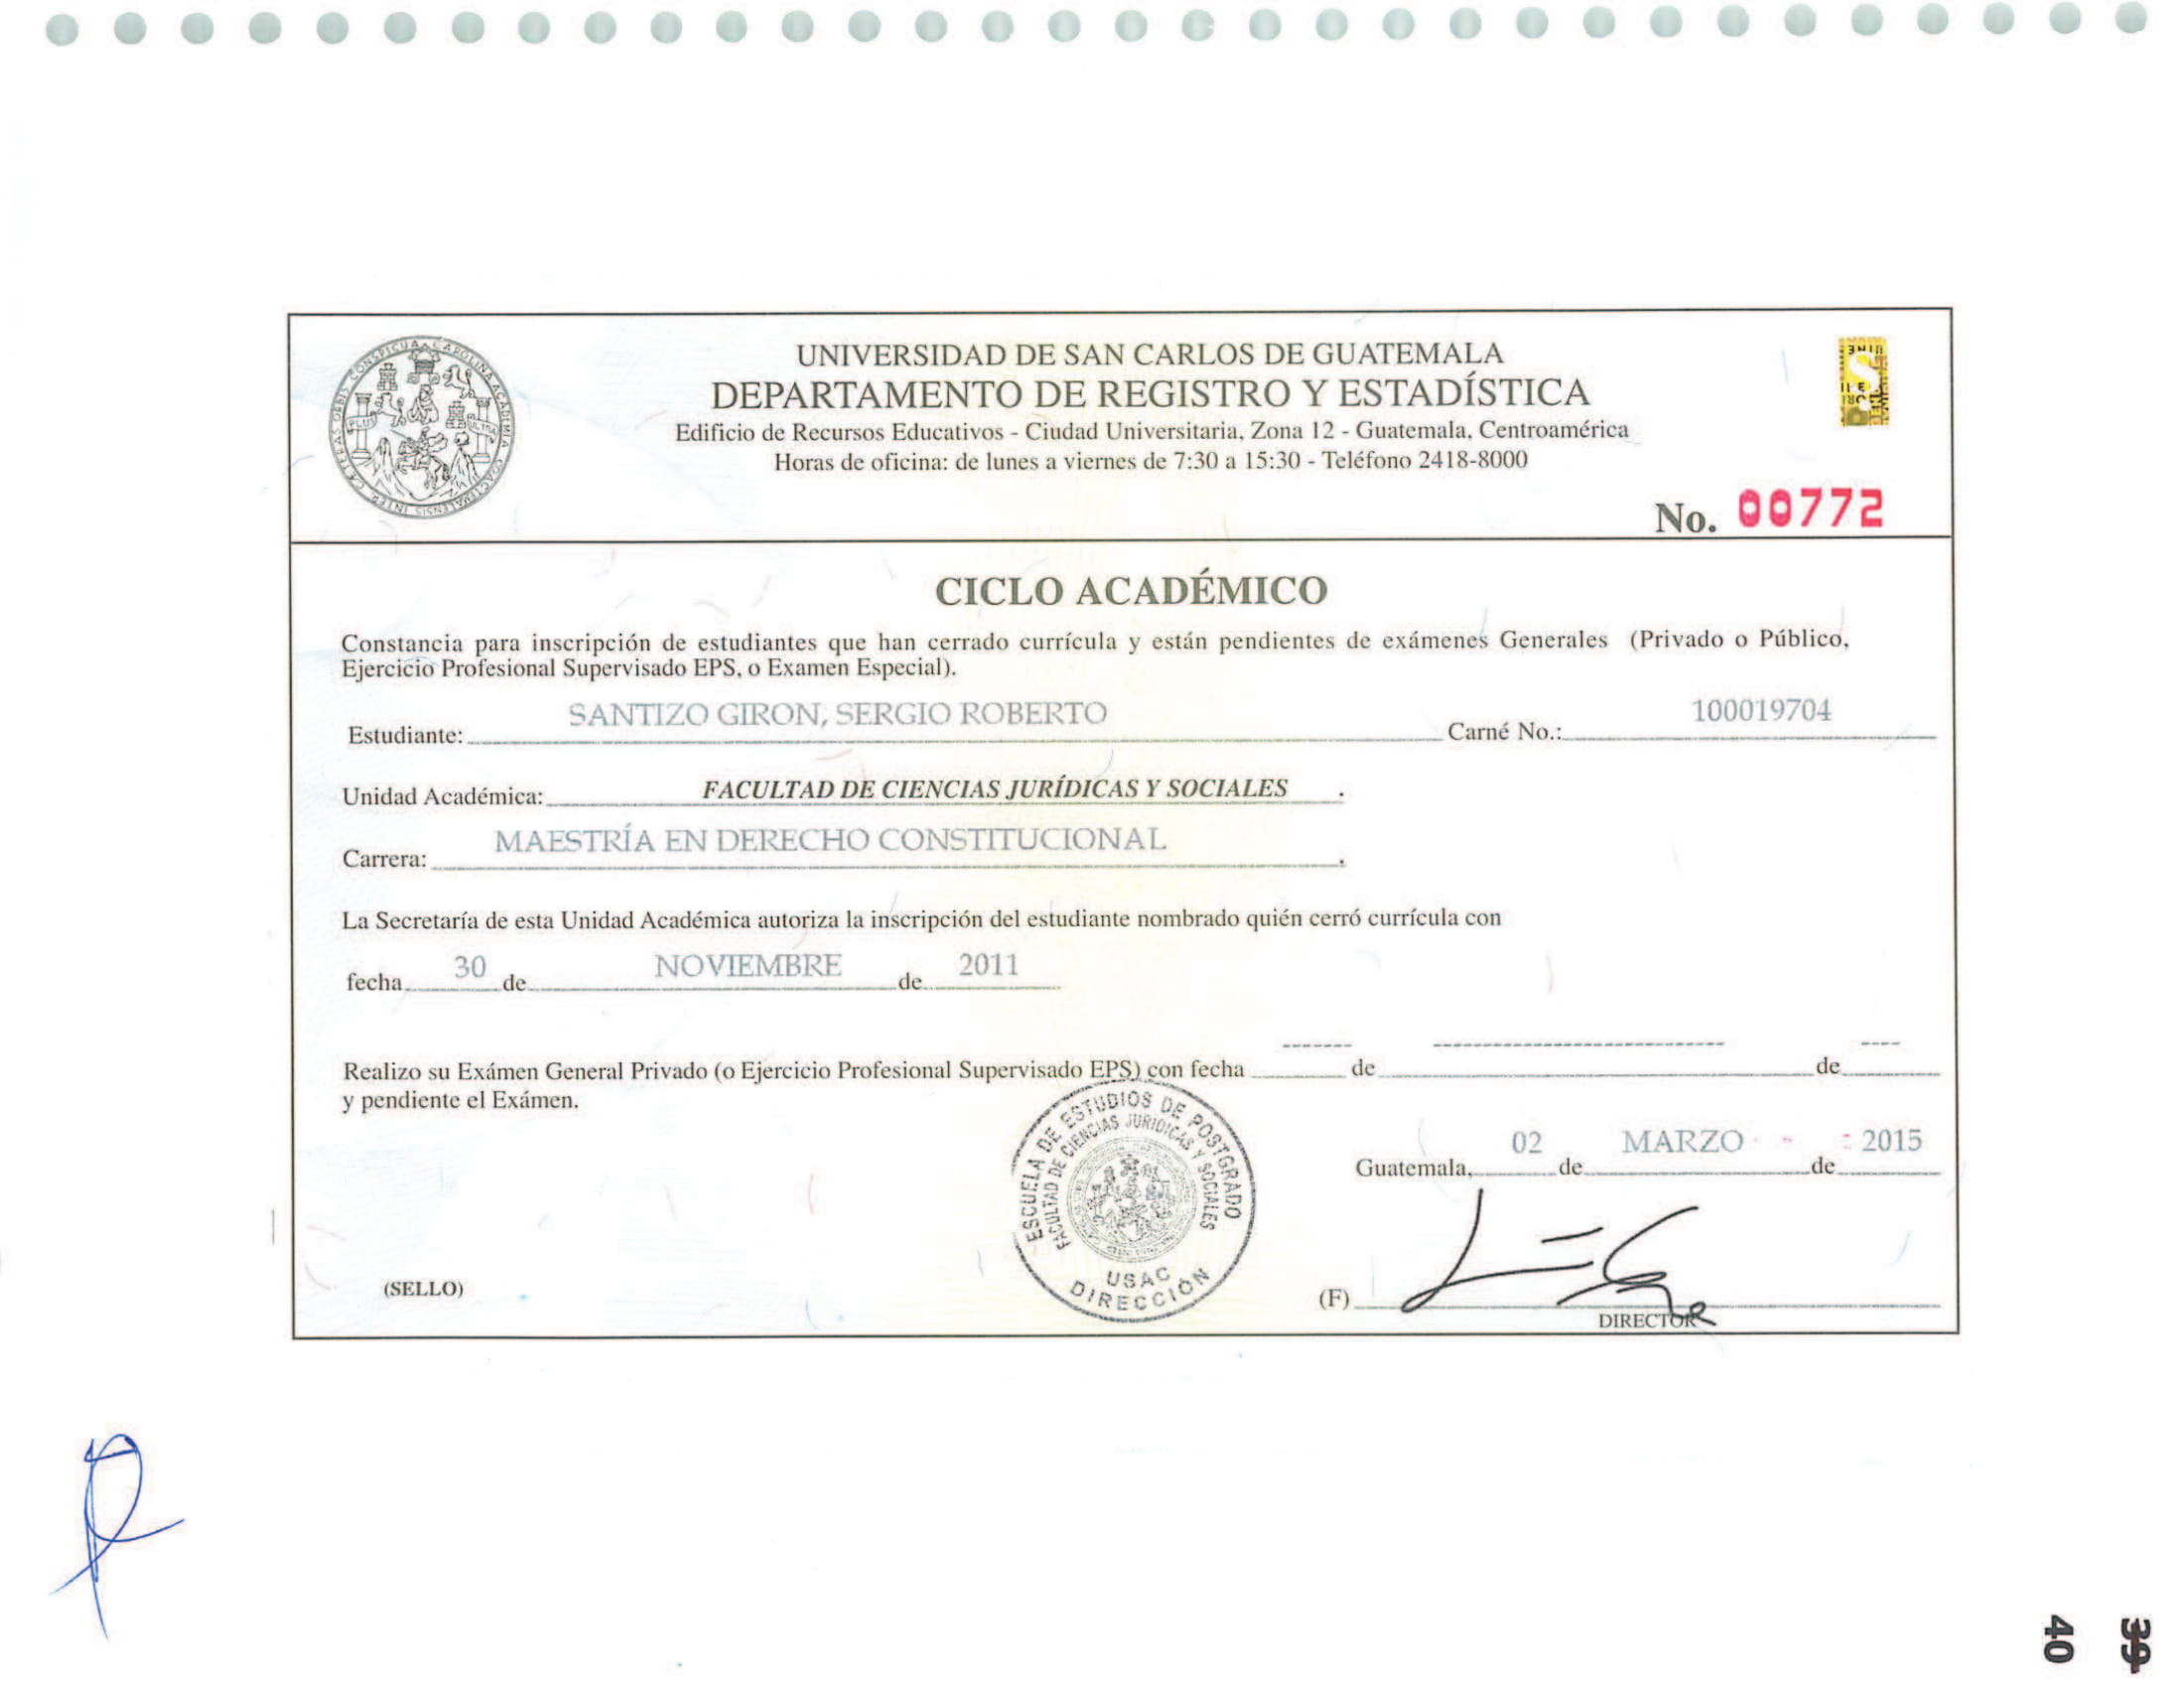 UNIVERSIDAD DE SAN CARLOS DE GUATEMALA
DEPARTAMENTO DE REGISTRO Y ESTADÍSTICA
Edificio de Recursos Educativos - Ciudad Universitaria, Zona 12 - Guatemala, Centroamérica
Horas de oficina: de lunes a viernes de 7:30 a 15:30 - Teléfono 2418-8000
No. 00772
CICLO ACADÉMICO
Constancia para inscripción de estudiantes que han cerrado currícula y están pendientes de exámenes Generales (Privado o Público,
Ejercicio Profesional Supervisado EPS, o Examen Especial).
Estudiante: SANTIZO GIRON, SERGIO ROBERTO Carné No.: 100019704
Unidad Académica: FACULTAD DE CIENCIAS JURÍDICAS Y SOCIALES .
Carrera: MAESTRÍA EN DERECHO CONSTITUCIONAL .
La Secretaría de esta Unidad Académica autoriza la inscripción del estudiante nombrado quién cerró currícula con
fecha 30 de NOVIEMBRE de 2011
Realizo su Exámen General Privado (o Ejercicio Profesional Supervisado EPS) con fecha ------- de ----------------------------- de ----
y pendiente el Exámen.
ESCUELA DE ESTUDIOS DE POSTGRADO
FACULTAD DE CIENCIAS JURIDICAS Y SOCIALES
USAC
DIRECCIÓN
Guatemala, 02 de MARZO de 2015
(SELLO)
(F)
DIRECTOR
39
40